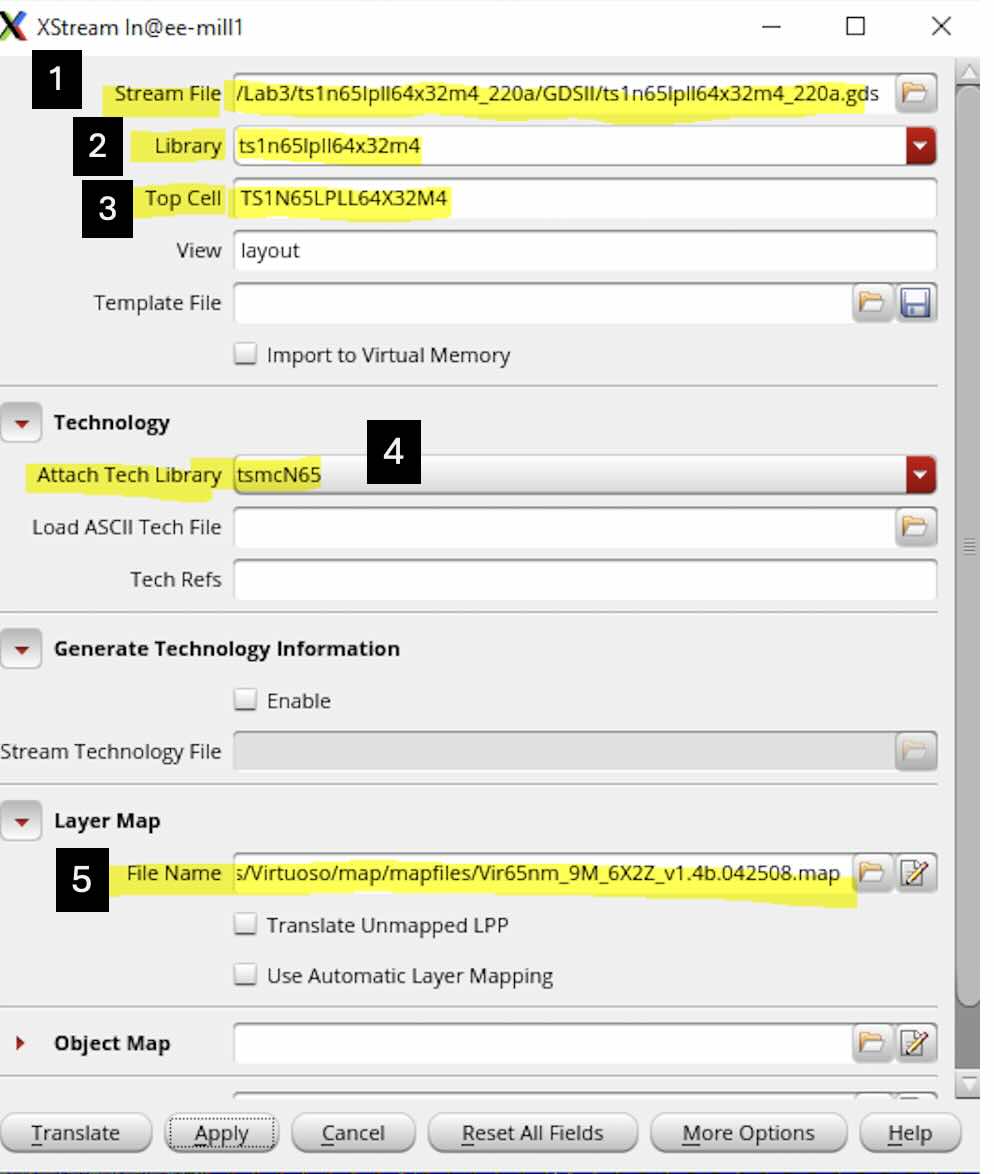 XStream In@ee-mill1
1
Stream File /Lab3/ts1n65lpll64x32m4_220a/GDSII/ts1n65lpll64x32m4_220a.gds
2
Library ts1n65lpll64x32m4
3
Top Cell TS1N65LPLL64X32M4
View layout
Template File
Import to Virtual Memory
Technology
4
Attach Tech Library tsmcN65
Load ASCII Tech File
Tech Refs
Generate Technology Information
Enable
Stream Technology File
Layer Map
5
File Name s/Virtuoso/map/mapfiles/Vir65nm_9M_6X2Z_v1.4b.042508.map
Translate Unmapped LPP
Use Automatic Layer Mapping
Object Map
Translate Apply Cancel Reset All Fields More Options Help